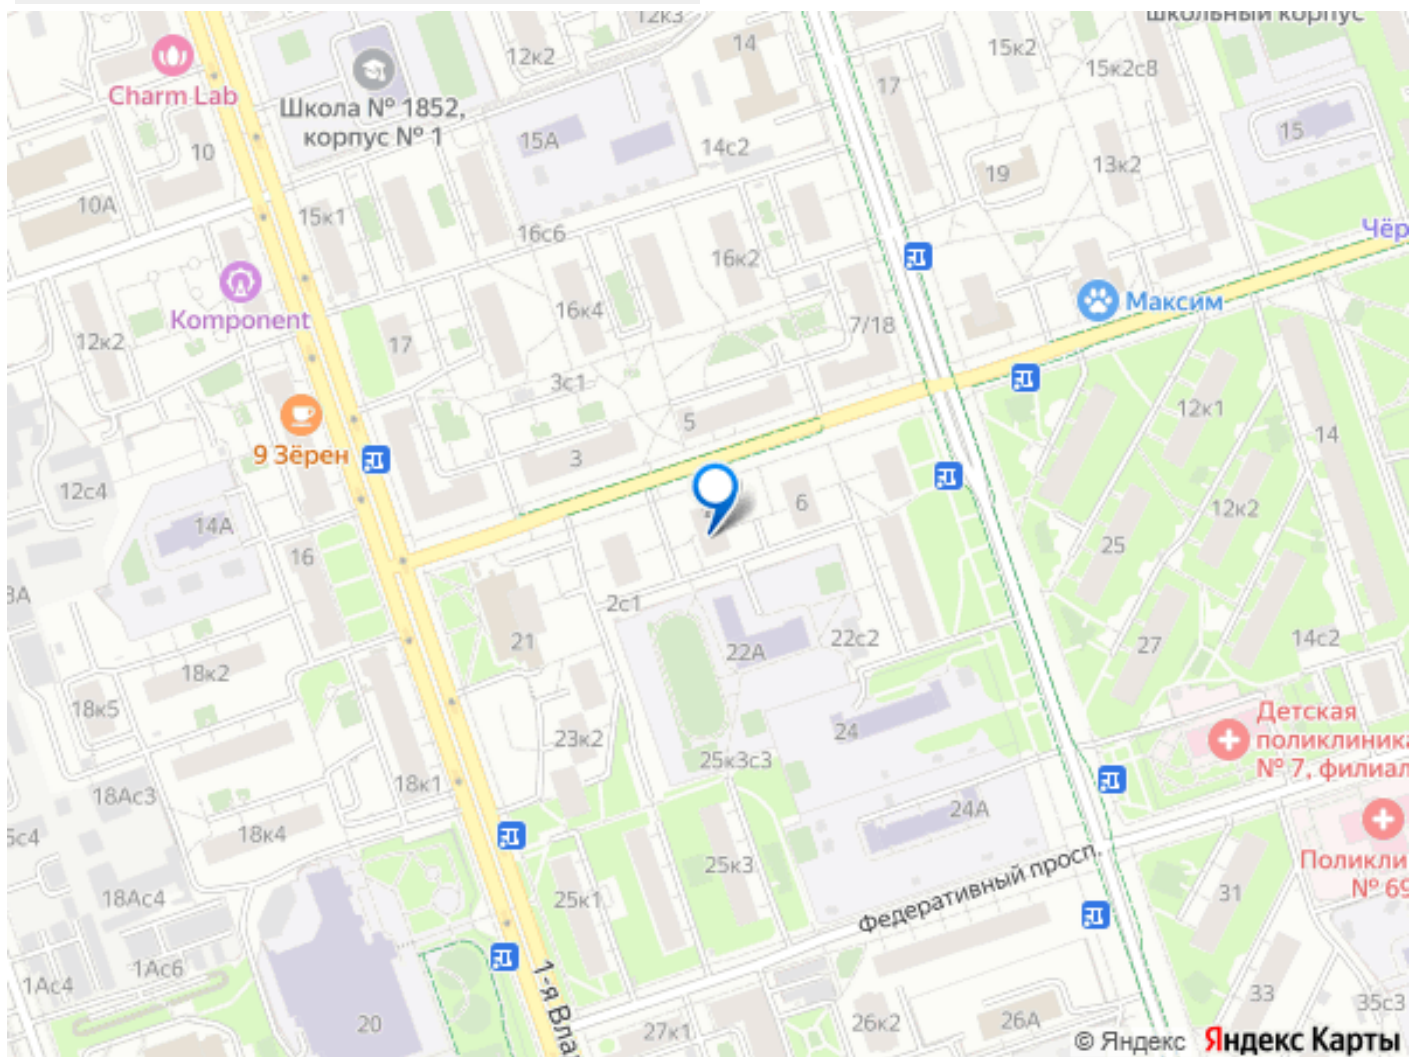 12к3
школьный корпус
14
15к2
12к2
15к2с8
17
Charm Lab
Школа № 1852,
корпус № 1
15А
15
10
14с2
13к2
19
10А
15к1
16с6
Чёр
16к2
Максим
16к4
Komponent
7/18
12к2
17
3с1
12к1
5
14
9 Зёрен
3
12с4
6
12к2
14А
25
16
2с1
21
22А
22с2
27
14с2
18к2
18к5
Детская
поликлиника
№ 7, филиал
23к2
24
25к3с3
18к1
18Ас3
24А
18к4
Поликли
№ 69
25к3
Федеративный просп.
31
18Ас4
25к1
1Ас6
1Ас4
1-я Вла
33
35с3
20
27к1
26к2
26А
© Яндекс Яндекс Карты